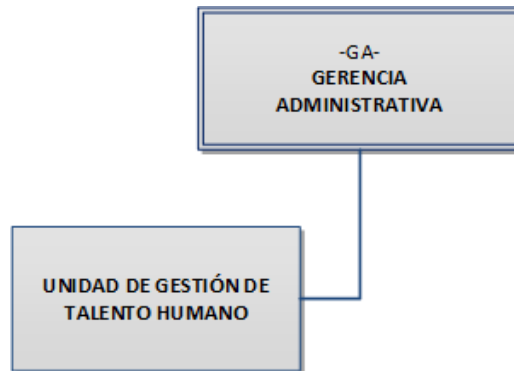 -GA-
GERENCIA
ADMINISTRATIVA
UNIDAD DE GESTIÓN DE
TALENTO HUMANO